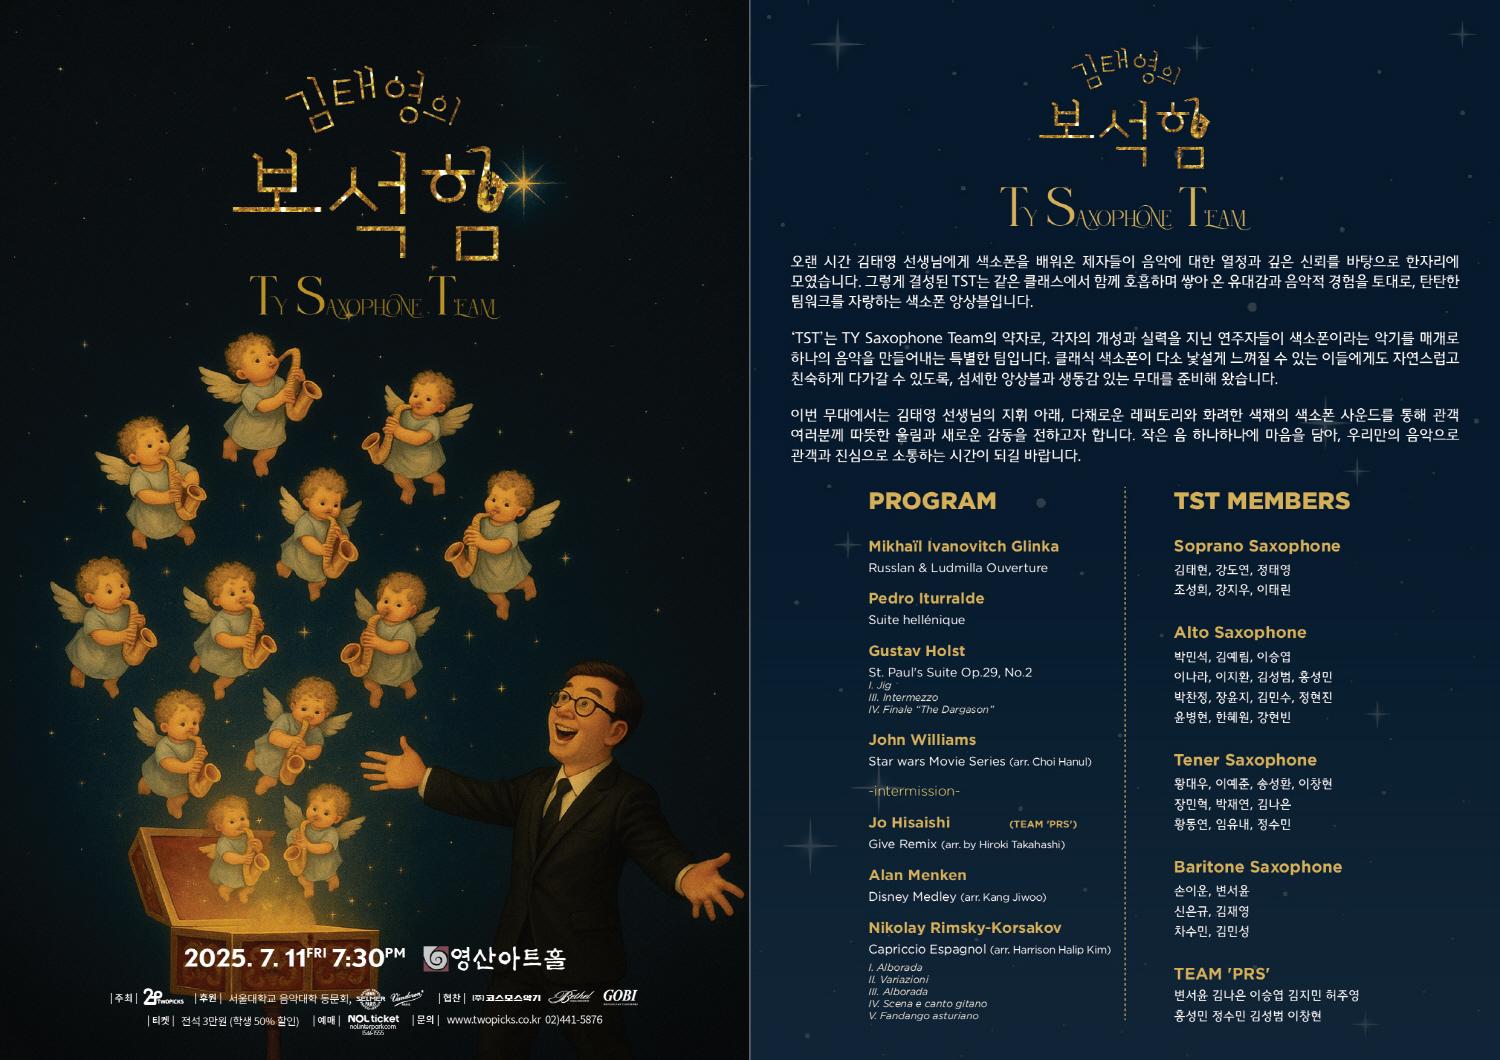 김태영의
보석함
TY SAXOPHONE TEAM
2025. 7. 11 FRI 7:30PM 영산아트홀
|주최| 2P TWOPICKS |후원| 서울대학교 음악대학 동문회, SELMER PARIS Vandoren PARIS |협찬| (주)코스모스악기 Bethel GOBI
|티켓| 전석 3만원 (학생 50% 할인) |예매| NOL ticket |문의| www.twopicks.co.kr 02)441-5876
nolinterpark.com
1544-1555
김태영의
보석함
TY SAXOPHONE TEAM
오랜 시간 김태영 선생님에게 색소폰을 배워온 제자들이 음악에 대한 열정과 깊은 신뢰를 바탕으로 한자리에
모였습니다. 그렇게 결성된 TST는 같은 클래스에서 함께 호흡하며 쌓아 온 유대감과 음악적 경험을 토대로, 탄탄한
팀워크를 자랑하는 색소폰 앙상블입니다.
‘TST’는 TY Saxophone Team의 약자로, 각자의 개성과 실력을 지닌 연주자들이 색소폰이라는 악기를 매개로
하나의 음악을 만들어내는 특별한 팀입니다. 클래식 색소폰이 다소 낯설게 느껴질 수 있는 이들에게도 자연스럽고
친숙하게 다가갈 수 있도록, 섬세한 앙상블과 생동감 있는 무대를 준비해 왔습니다.
이번 무대에서는 김태영 선생님의 지휘 아래, 다채로운 레퍼토리와 화려한 색채의 색소폰 사운드를 통해 관객
여러분께 따뜻한 울림과 새로운 감동을 전하고자 합니다. 작은 음 하나하나에 마음을 담아, 우리만의 음악으로
관객과 진심으로 소통하는 시간이 되길 바랍니다.
PROGRAM
Mikhaïl Ivanovitch Glinka
Russlan & Ludmilla Ouverture
Pedro Iturralde
Suite hellénique
Gustav Holst
St. Paul's Suite Op.29, No.2
I. Jig
III. Intermezzo
IV. Finale “The Dargason”
John Williams
Star wars Movie Series (arr. Choi Hanul)
-intermission-
Jo Hisaishi (TEAM 'PRS')
Give Remix (arr. by Hiroki Takahashi)
Alan Menken
Disney Medley (arr. Kang Jiwoo)
Nikolay Rimsky-Korsakov
Capriccio Espagnol (arr. Harrison Halip Kim)
I. Alborada
II. Variazioni
III. Alborada
IV. Scena e canto gitano
V. Fandango asturiano
TST MEMBERS
Soprano Saxophone
김태현, 강도연, 정태영
조성희, 강지우, 이태린
Alto Saxophone
박민석, 김예림, 이승엽
이나라, 이지환, 김성범, 홍성민
박찬정, 장윤지, 김민수, 정현진
윤병현, 한혜원, 강현빈
Tener Saxophone
황대우, 이예준, 송성환, 이창현
장민혁, 박재연, 김나은
황동연, 임유내, 정수민
Baritone Saxophone
손이운, 변서윤
신은규, 김재영
차수민, 김민성
TEAM 'PRS'
변서윤 김나은 이승엽 김지민 허주영
홍성민 정수민 김성범 이창현